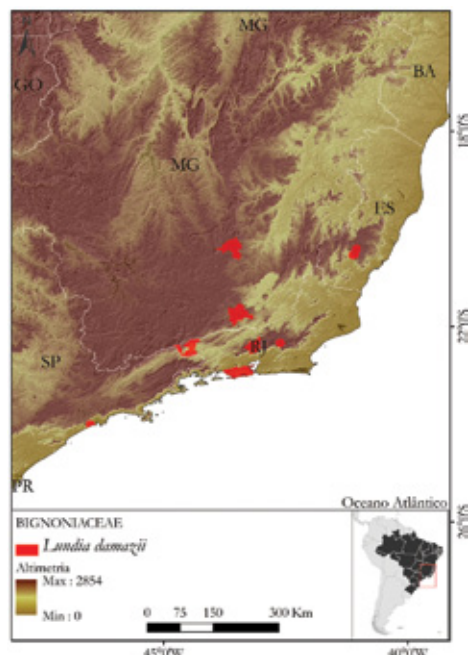 MG
BA
GO
18°0'S
MG
ES
22°0'S
SP
RJ
PR
Oceano Atlântico
26°0'S
BIGNONIACEAE
Lundia damazii
Altimetria
Max : 2854
Min : 0
0 75 150 300 Km
45°0'W 40°0'W